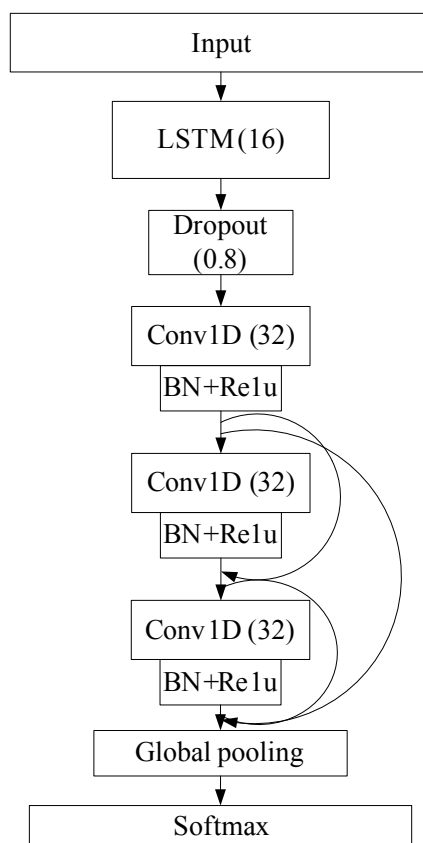 Input
LSTM(16)
Dropout
(0.8)
Conv1D (32)
BN+Re1u
Conv1D (32)
BN+Re1u
Conv1D (32)
BN+Re1u
Global pooling
Softmax